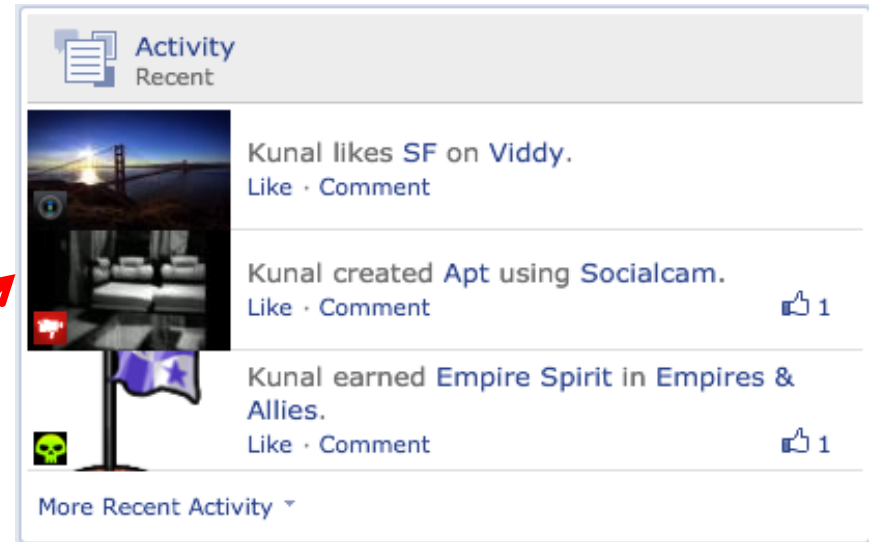 Activity
Recent
Kunal likes SF on Viddy.
Like · Comment
Kunal created Apt using Socialcam.
Like · Comment 1
Kunal earned Empire Spirit in Empires &
Allies.
Like · Comment 1
More Recent Activity